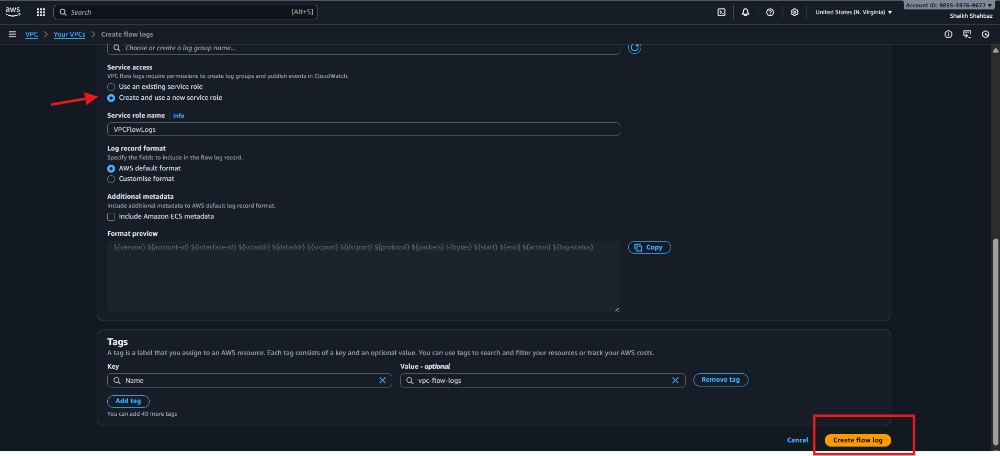 aws
Search [Alt+S]
United States (N. Virginia)
Account ID: 9855-3976-9677
Shaikh Shahbaz
VPC
Your VPCs
Create flow logs
Choose or create a log group name...
Service access
VPC flow logs require permissions to create log groups and publish events in CloudWatch.
Use an existing service role
Create and use a new service role
Service role name Info
VPCFlowLogs
Log record format
Specify the fields to include in the flow log record.
AWS default format
Customise format
Additional metadata
Include additional metadata to AWS default log record format.
Include Amazon ECS metadata
Format preview
${version} ${account-id} ${interface-id} ${srcaddr} ${dstaddr} ${srcport} ${dstport} ${protocol} ${packets} ${bytes} ${start} ${end} ${action} ${log-status}
Copy
Tags
A tag is a label that you assign to an AWS resource. Each tag consists of a key and an optional value. You can use tags to search and filter your resources or track your AWS costs.
Key
Value - optional
Name
vpc-flow-logs
Remove tag
Add tag
You can add 49 more tags
Cancel
Create flow log